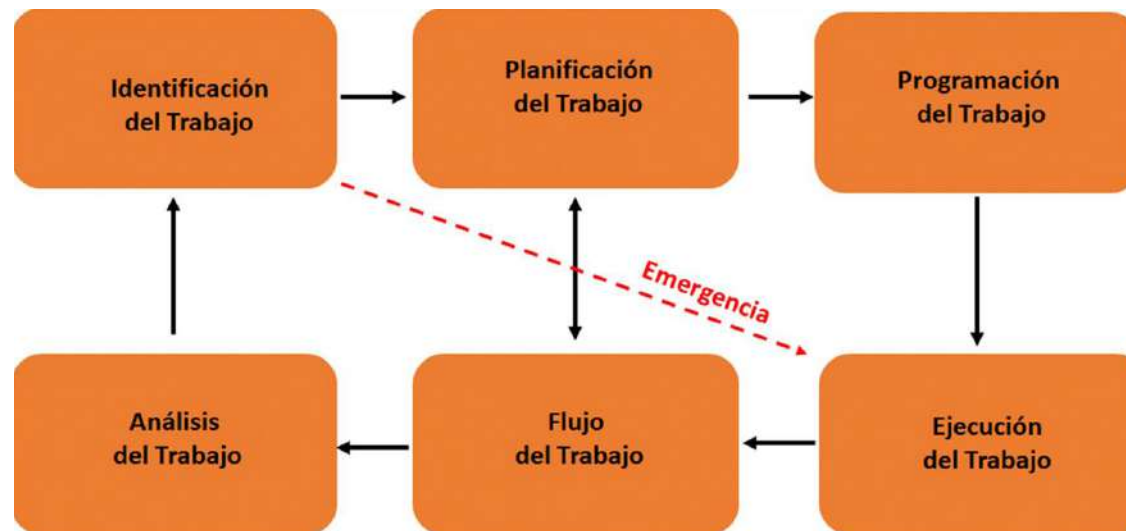 Identificación
del Trabajo
Planificación
del Trabajo
Programación
del Trabajo
Emergencia
Análisis
del Trabajo
Flujo
del Trabajo
Ejecución
del Trabajo